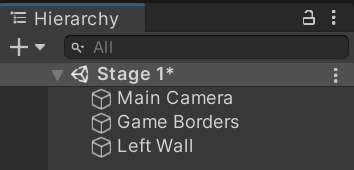 Hierarchy
All
Stage 1*
Main Camera
Game Borders
Left Wall